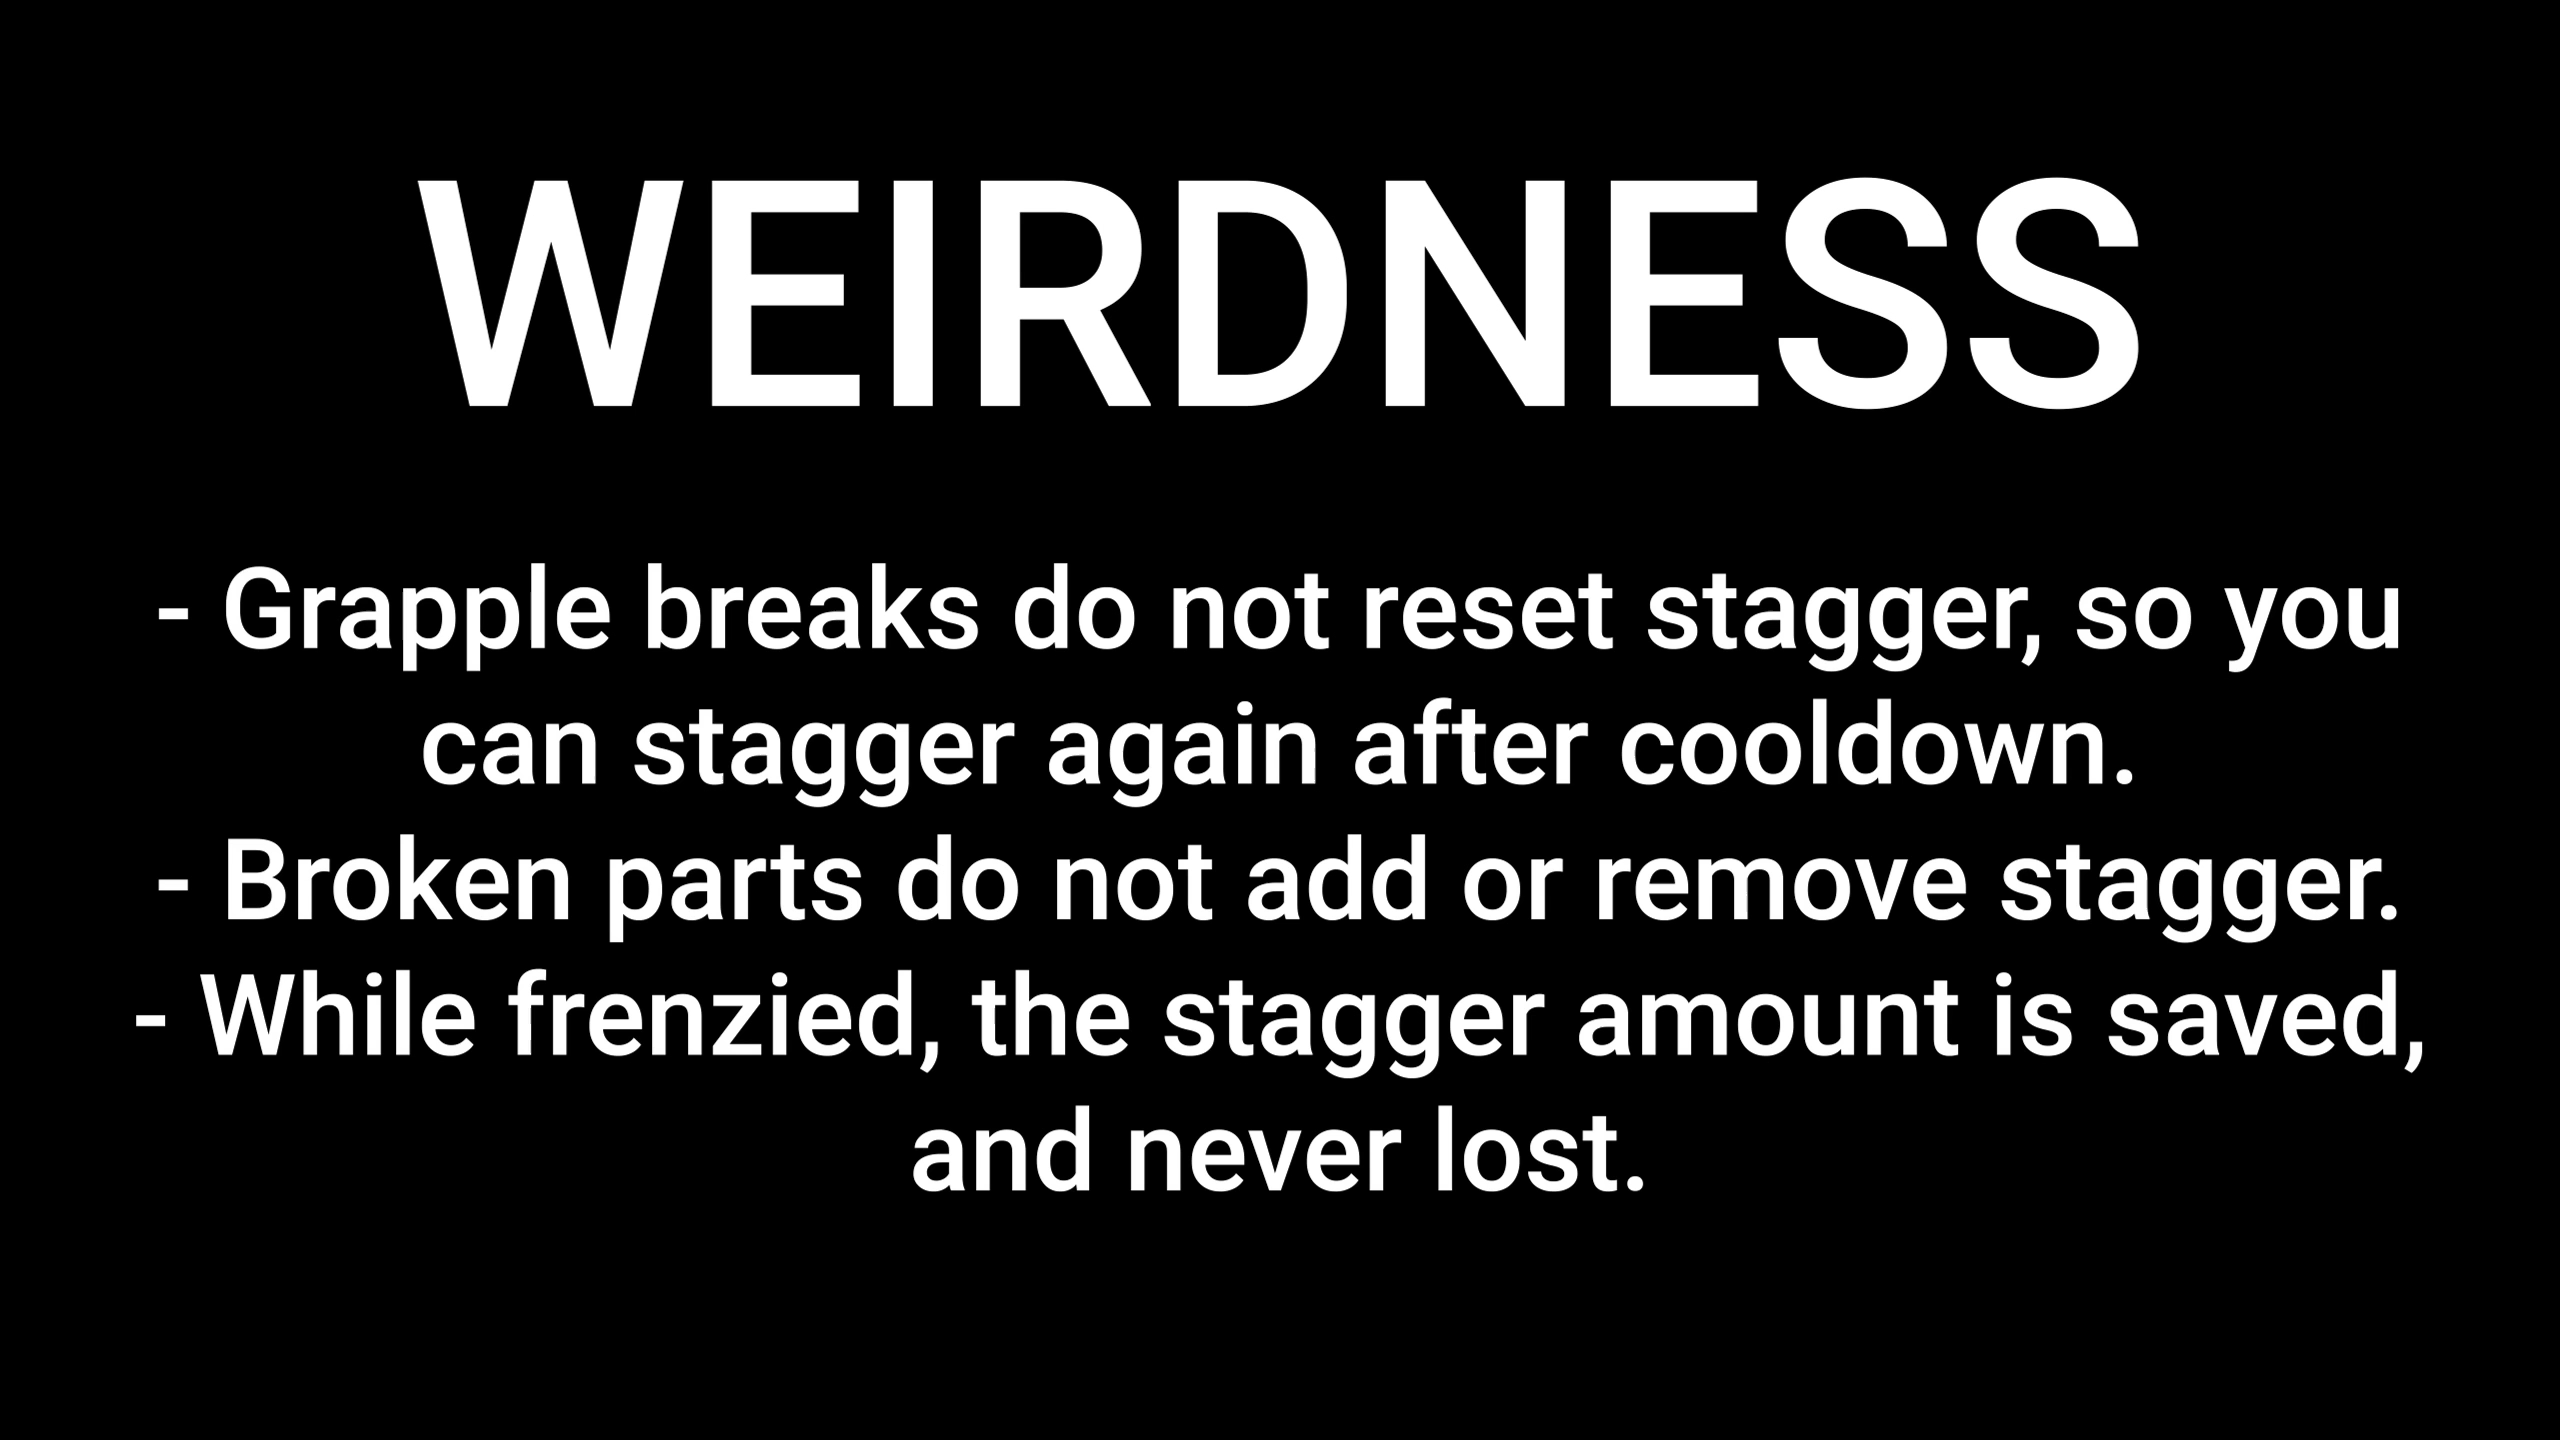 WEIRDNESS
- Grapple breaks do not reset stagger, so you
can stagger again after cooldown.
- Broken parts do not add or remove stagger.
- While frenzied, the stagger amount is saved,
and never lost.